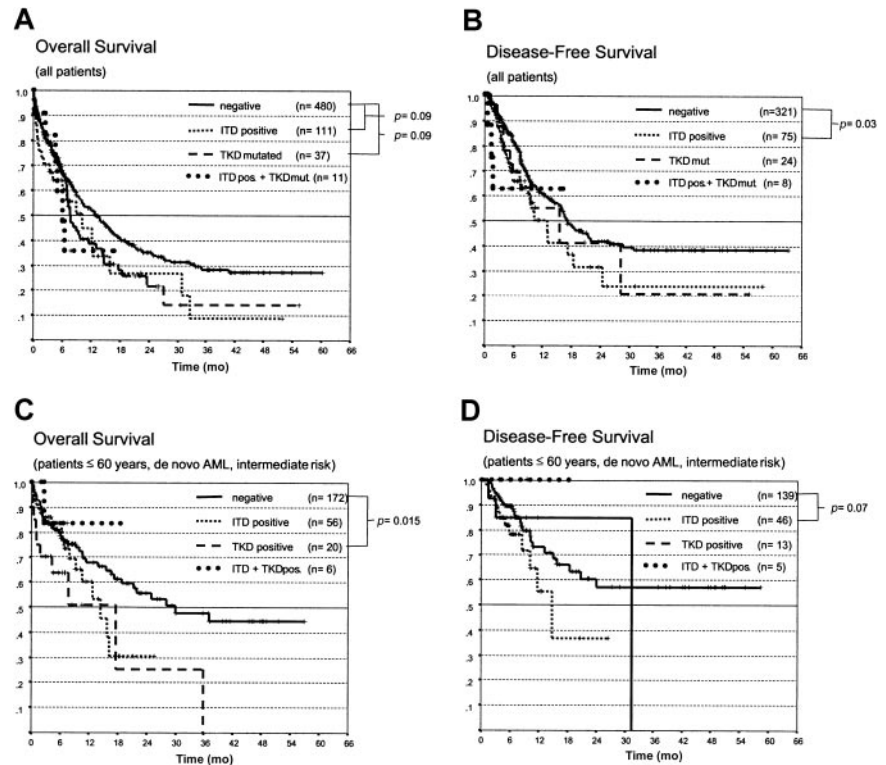 A
Overall Survival
(all patients)
negative (n= 480)
ITD positive (n= 111)
TKD mutated (n= 37)
ITD pos. + TKD mut (n= 11)
p= 0.09
p= 0.09
1,0
.9
.8
.7
.6
.5
.4
.3
.2
.1
0 6 12 18 24 30 36 42 48 54 60 66
Time (mo)
B
Disease-Free Survival
(all patients)
negative (n=321)
ITD positive (n= 75)
TKD mut (n= 24)
ITD pos.+ TKD mut (n= 8)
p= 0.03
1,0
.9
.8
.7
.6
.5
.4
.3
.2
.1
0 6 12 18 24 30 36 42 48 54 60 66
Time (mo)
C
Overall Survival
(patients ≤ 60 years, de novo AML, intermediate risk)
negative (n= 172)
ITD positive (n= 56)
TKD positive (n= 20)
ITD + TKDpos. (n= 6)
p= 0.015
1,0
.9
.8
.7
.6
.5
.4
.3
.2
.1
0 6 12 18 24 30 36 42 48 54 60 66
Time (mo)
D
Disease-Free Survival
(patients ≤ 60 years, de novo AML, intermediate risk)
negative (n= 139)
ITD positive (n= 46)
TKD positive (n= 13)
ITD + TKDpos. (n= 5)
p= 0.07
1,0
.9
.8
.7
.6
.5
.4
.3
.2
.1
0 6 12 18 24 30 36 42 48 54 60 66
Time (mo)